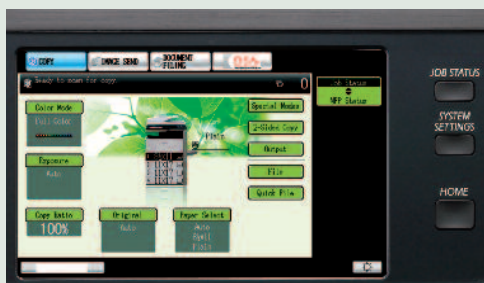 COPY
IMAGE SEND
DOCUMENT
FILING
Ready to scan for copy.
0
Job Status
MFP Status
Color Mode
Full Color
Exposure
Auto
Copy Ratio
100%
Original
Auto
Paper Select
Auto
Plain
Plain
Special Modes
2-Sided Copy
Output
File
Quick File
JOB STATUS
SYSTEM
SETTINGS
HOME